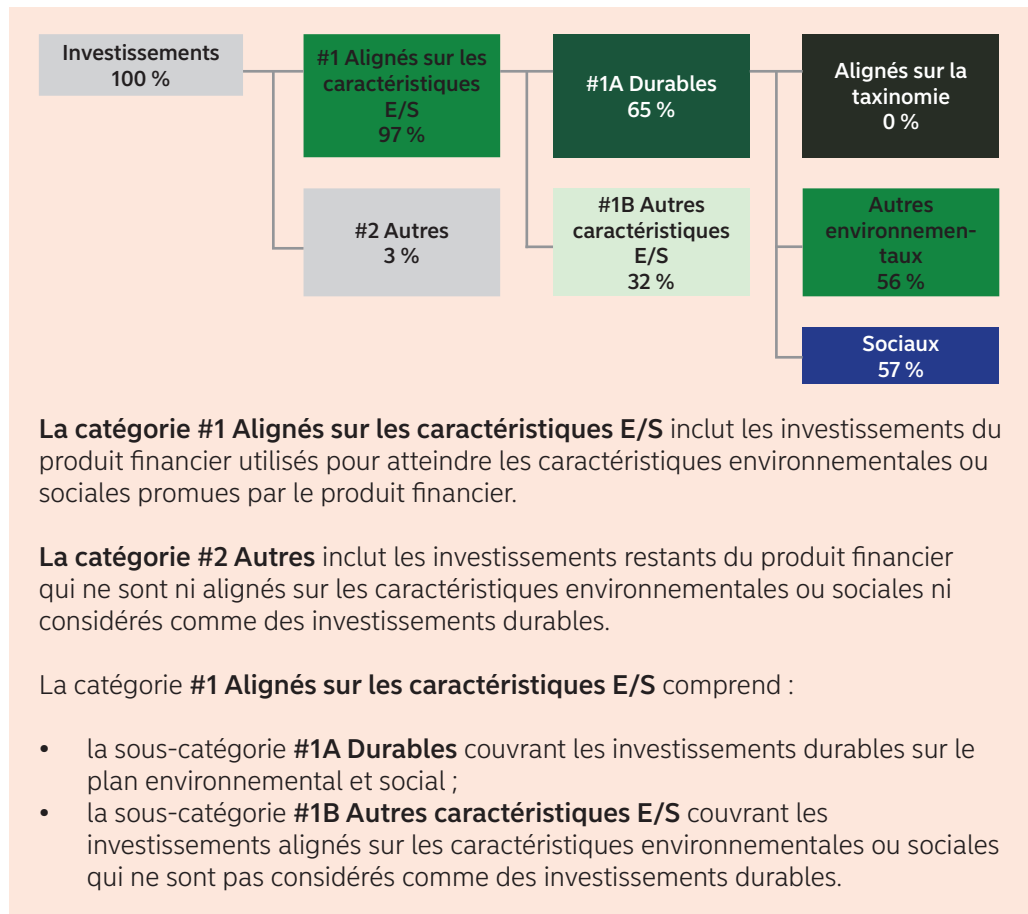 Investissements
100 %
#1 Alignés sur les
caractéristiques
E/S
97 %
#1A Durables
65 %
Alignés sur la
taxinomie
0 %
#2 Autres
3 %
#1B Autres
caractéristiques
E/S
32 %
Autres
environnemen-
taux
56 %
Sociaux
57 %
La catégorie #1 Alignés sur les caractéristiques E/S inclut les investissements du
produit financier utilisés pour atteindre les caractéristiques environnementales ou
sociales promues par le produit financier.
La catégorie #2 Autres inclut les investissements restants du produit financier
qui ne sont ni alignés sur les caractéristiques environnementales ou sociales ni
considérés comme des investissements durables.
La catégorie #1 Alignés sur les caractéristiques E/S comprend :
• la sous-catégorie #1A Durables couvrant les investissements durables sur le
plan environnemental et social ;
• la sous-catégorie #1B Autres caractéristiques E/S couvrant les
investissements alignés sur les caractéristiques environnementales ou sociales
qui ne sont pas considérés comme des investissements durables.